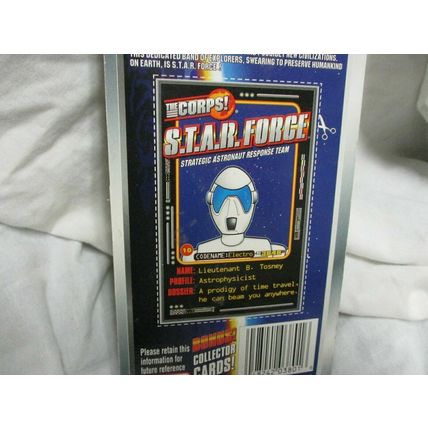 THIS DEDICATED BAND OF EXPLORERS, SWEARING TO PRESERVE HUMANKIND
ON EARTH, IS S.T.A.R. FORCE!
THE CORPS!
S.T.A.R. FORCE
STRATEGIC ASTRONAUT RESPONSE TEAM
10
CODENAME: Electro
NAME: Lieutenant B. Tosney
PROFILE: Astrophysicist
DOSSIER: A prodigy of time travel,
he can beam you anywhere.
Please retain this
information for
future reference
BONUS!
COLLECTOR
CARDS!